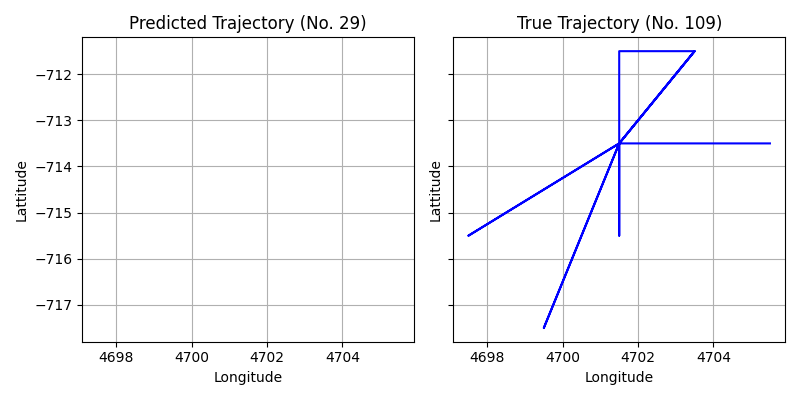 Predicted Trajectory (No. 29)
True Trajectory (No. 109)
Lattitude
−712
−713
−714
−715
−716
−717
4698
4700
4702
4704
Longitude
Lattitude
4698
4700
4702
4704
Longitude